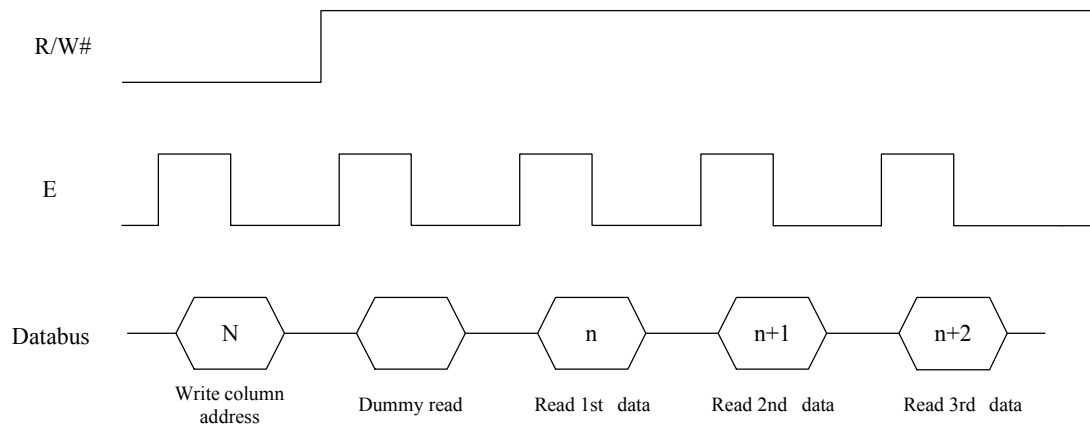 R/W#
E
Databus
N
n
n+1
n+2
Write column
address
Dummy read
Read 1st data
Read 2nd data
Read 3rd data